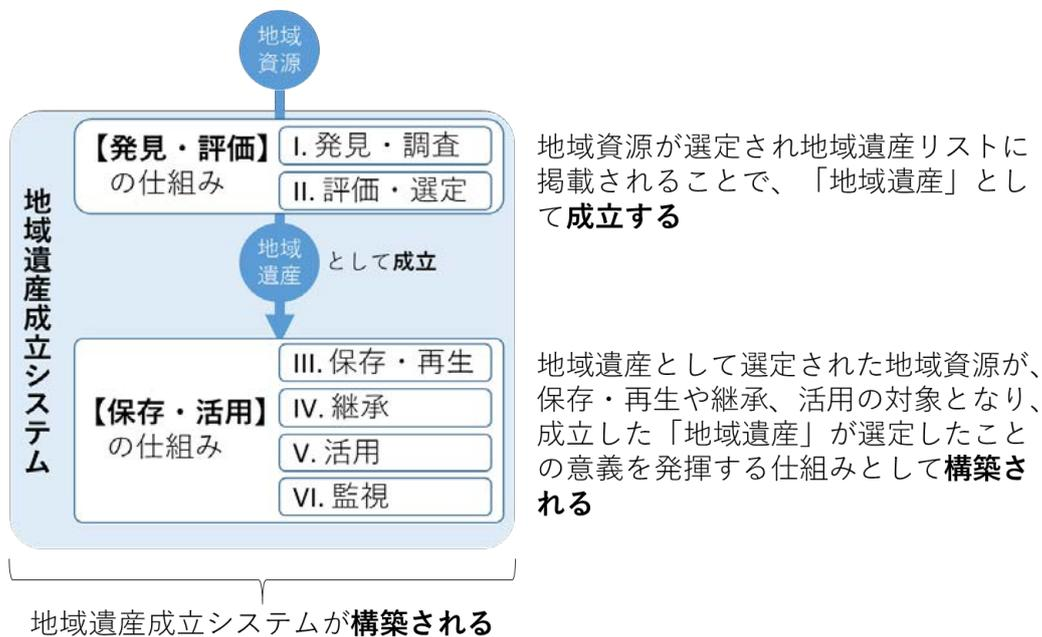 地域
資源
地域遺産成立システム
【発見・評価】
の仕組み
I. 発見・調査
II. 評価・選定
地域
遺産
として成立
【保存・活用】
の仕組み
III. 保存・再生
IV. 継承
V. 活用
VI. 監視
地域資源が選定され地域遺産リストに
掲載されることで、「地域遺産」とし
て成立する
地域遺産として選定された地域資源が、
保存・再生や継承、活用の対象となり、
成立した「地域遺産」が選定したこと
の意義を発揮する仕組みとして構築さ
れる
地域遺産成立システムが構築される